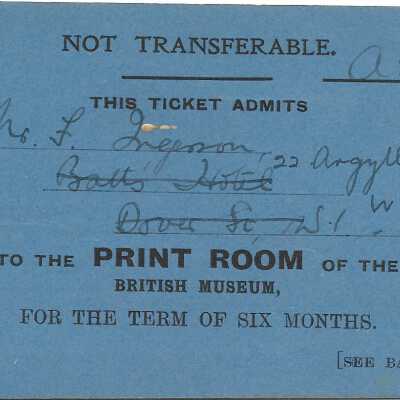 NOT TRANSFERABLE.
THIS TICKET ADMITS
Mr. F. Ingerson, 22 Argyll
Batts Hotel
Dover St, W.1 W
TO THE PRINT ROOM OF THE
BRITISH MUSEUM,
FOR THE TERM OF SIX MONTHS.
[SEE BA